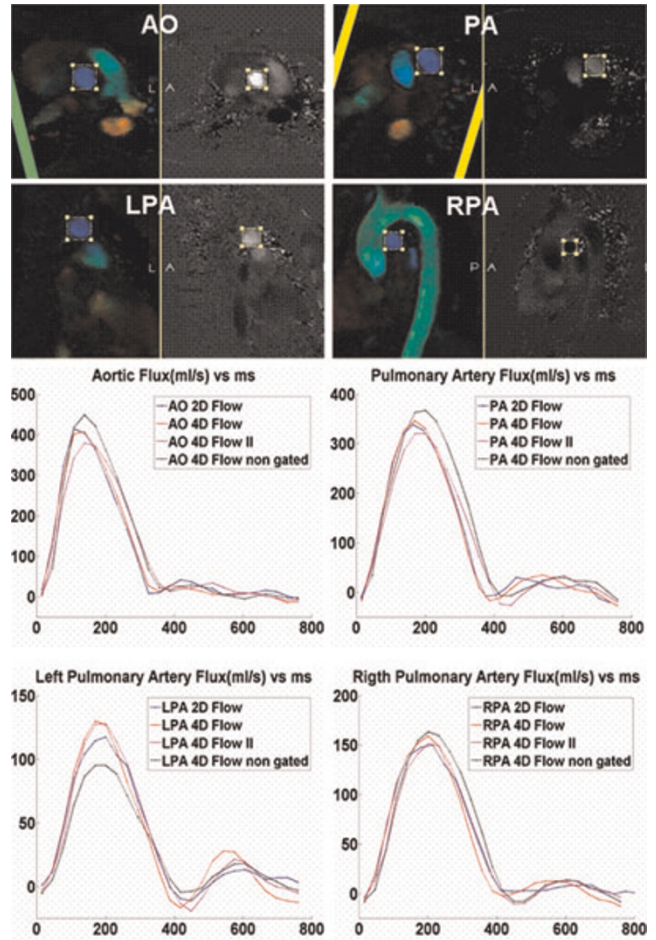 AO
PA
L A
L A
LPA
RPA
L A
P A
Aortic Flux(ml/s) vs ms
500
400
300
200
100
0
AO 2D Flow
AO 4D Flow
AO 4D Flow II
AO 4D Flow non gated
0 200 400 600 800
Pulmonary Artery Flux(ml/s) vs ms
400
300
200
100
0
PA 2D Flow
PA 4D Flow
PA 4D Flow II
PA 4D Flow non gated
0 200 400 600 800
Left Pulmonary Artery Flux(ml/s) vs ms
150
100
50
0
LPA 2D Flow
LPA 4D Flow
LPA 4D Flow II
LPA 4D Flow non gated
0 200 400 600 800
Rigth Pulmonary Artery Flux(ml/s) vs ms
200
150
100
50
0
RPA 2D Flow
RPA 4D Flow
RPA 4D Flow II
RPA 4D Flow non gated
0 200 400 600 800